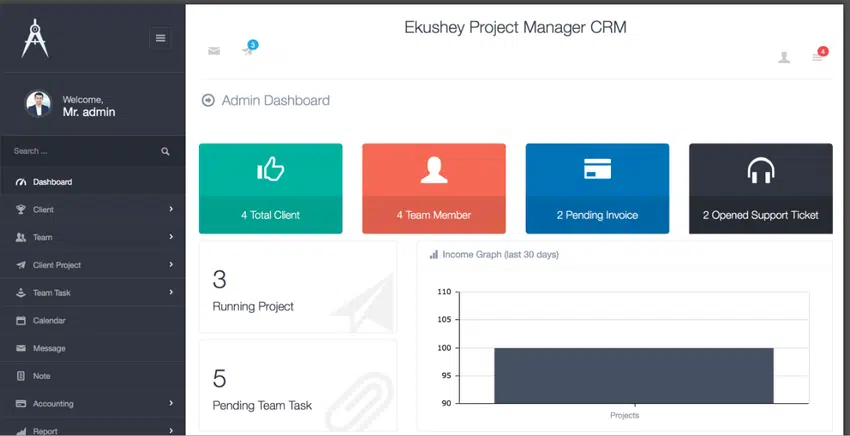 Ekushey Project Manager CRM
3
4
Welcome,
Mr. admin
Admin Dashboard
Search ...
Dashboard
Client
Team
Client Project
Team Task
Calendar
Message
Note
Accounting
Report
4 Total Client
4 Team Member
2 Pending Invoice
2 Opened Support Ticket
3
Running Project
5
Pending Team Task
Income Graph (last 30 days)
110
105
100
95
90
Projects